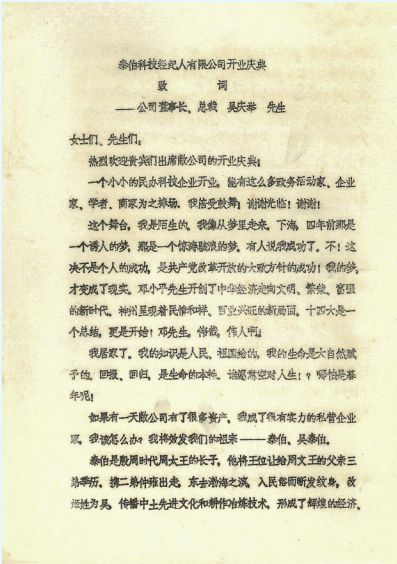 泰伯科技经纪人有限公司开业庆典
致 词
——公司董事长、总裁 吴庆 先生
女士们、先生们:
热烈欢迎贵宾们出席敝公司的开业庆典!
一个小小的民办科技企业开业,能有这么多政务活动家、企业
家、学者、商家为之捧场,我倍受鼓舞!谢谢光临!谢谢!
这个舞台,我是陌生的,我像从梦里走来。下海,四年前那是
一个诱人的梦,那是一个惊涛骇浪的梦。有人说我成功了。不!这
决不是个人的成功,是共产党改革开放的大政方针的成功!我的梦,
才变成了现实。邓小平先生开创了中华经济走向文明、繁荣、富强
的新时代。神州呈现着民情和祥、百业兴旺的新局面。十四大是一
个总结,更是开始!邓先生,伟哉,伟人啊!
我居家了。我的知识是人民、祖国给的,我的生命是大自然赋
予的。回报、回归,是生命的本,谁愿落空对人生!?哪怕是暮
年呢!
如果有一天敝公司有了很多资产,我成了很有实力的私营企业
家,我该怎么办?我将效发我们的祖来———泰伯、吴泰伯。
泰伯是殷周时代周大王的长子,他将王位让给周文王的父亲三
弟季历。携二弟仲雍出走,东去渤海之滨,入民俗而断发纹身,改
姬姓为吴,传播中土先进文化和耕作冶炼技术,形成了辉煌的经济、